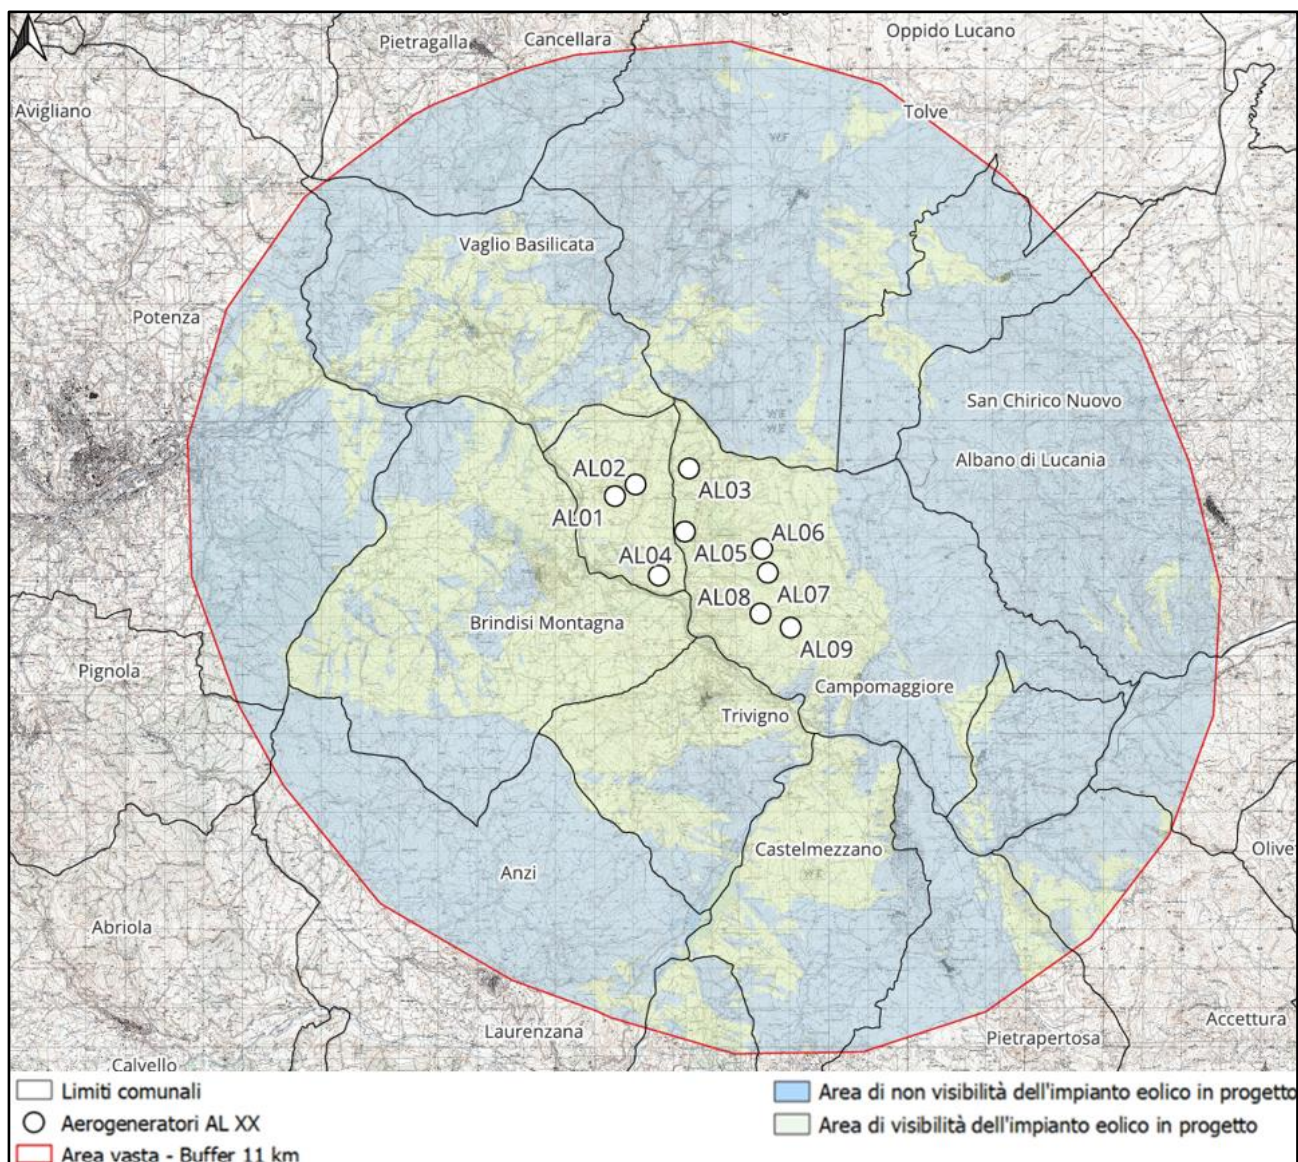 Oppido Lucano
Cancellara
Pietragalla
Avigliano
Tolve
Vaglio Basilicata
Potenza
San Chirico Nuovo
Albano di Lucania
AL02
AL03
AL01
AL06
AL05
AL04
AL07
AL08
Brindisi Montagna
AL09
Pignola
Campomaggiore
Trivigno
Castelmezzano
Olive
Anzi
Abriola
Accettura
Laurenzana
Pietrapertosa
Calvello
Limiti comunali
Aerogeneratori AL XX
Area vasta - Buffer 11 km
Area di non visibilità dell'impianto eolico in progetto
Area di visibilità dell'impianto eolico in progetto